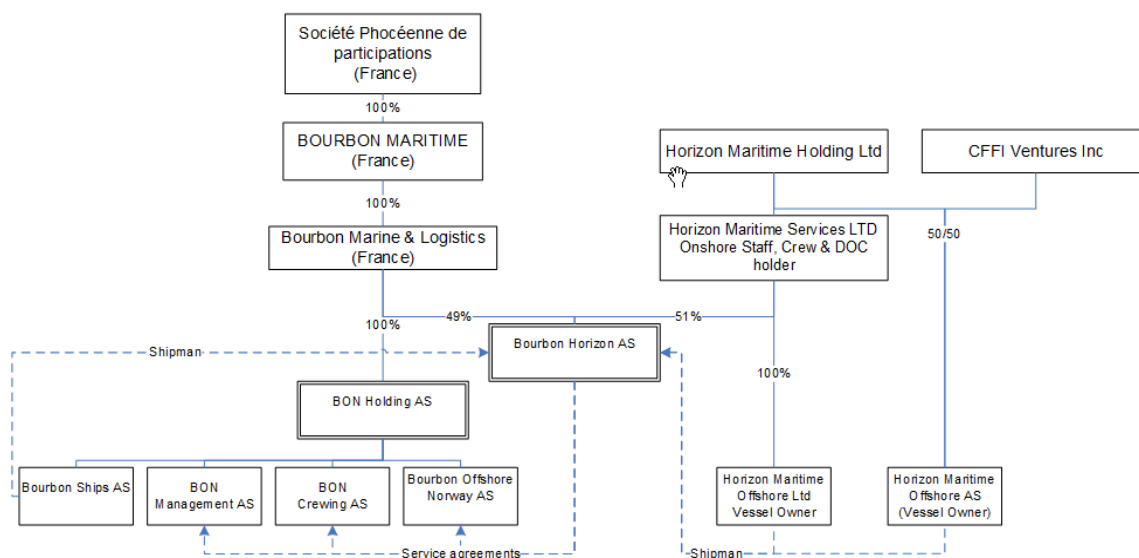 Société Phocéenne de
participations
(France)
100%
BOURBON MARITIME
(France)
100%
Bourbon Marine & Logistics
(France)
Horizon Maritime Holding Ltd
CFFI Ventures Inc
Horizon Maritime Services LTD
Onshore Staff, Crew & DOC
holder
50/50
49%
51%
100%
Bourbon Horizon AS
Shipman
100%
BON Holding AS
Bourbon Ships AS
BON
Management AS
BON
Crewing AS
Bourbon Offshore
Norway AS
Horizon Maritime
Offshore Ltd
Vessel Owner
Horizon Maritime
Offshore AS
(Vessel Owner)
Service agreements
Shipman